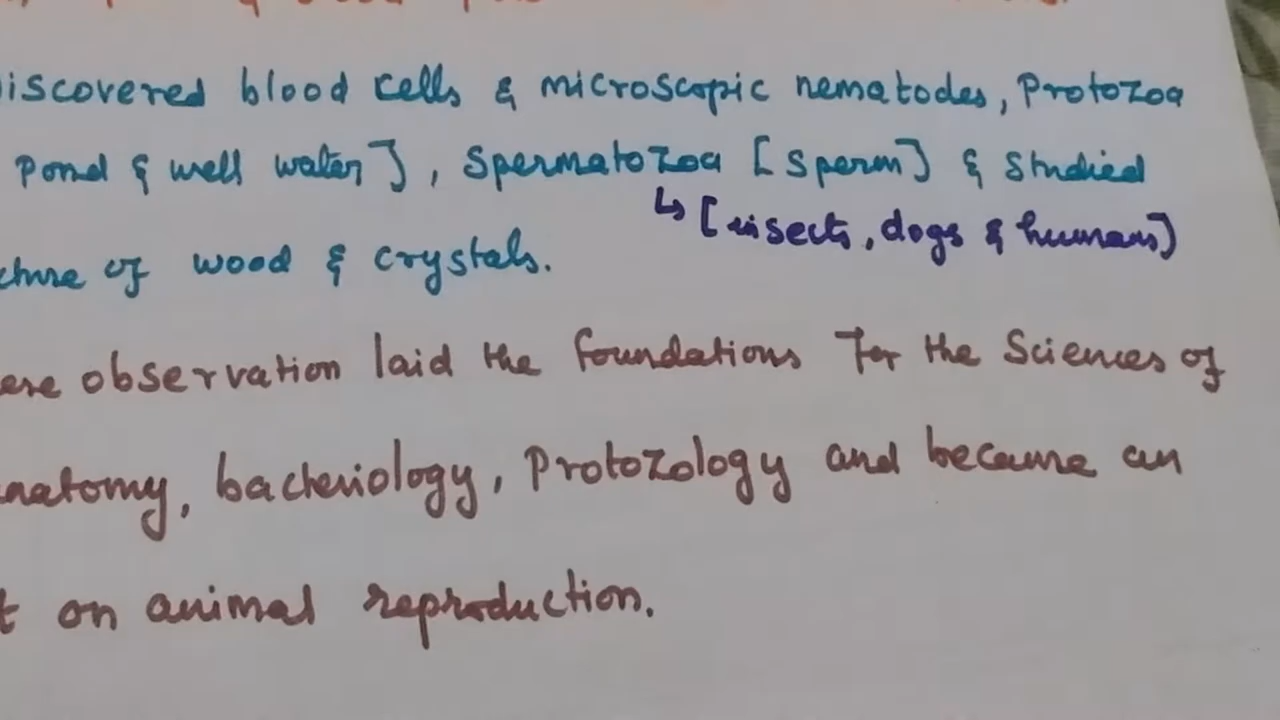 iscovered blood cells & microscopic nematodes, Protozoa
Pond & well water], Spermatozoa [Sperm] & Studied
↳ [insects, dogs & humans]
cture of wood & crystals.
ese observation laid the foundations For the Sciences of
natomy, bacteriology, Protozology and became an
t on animal reproduction.